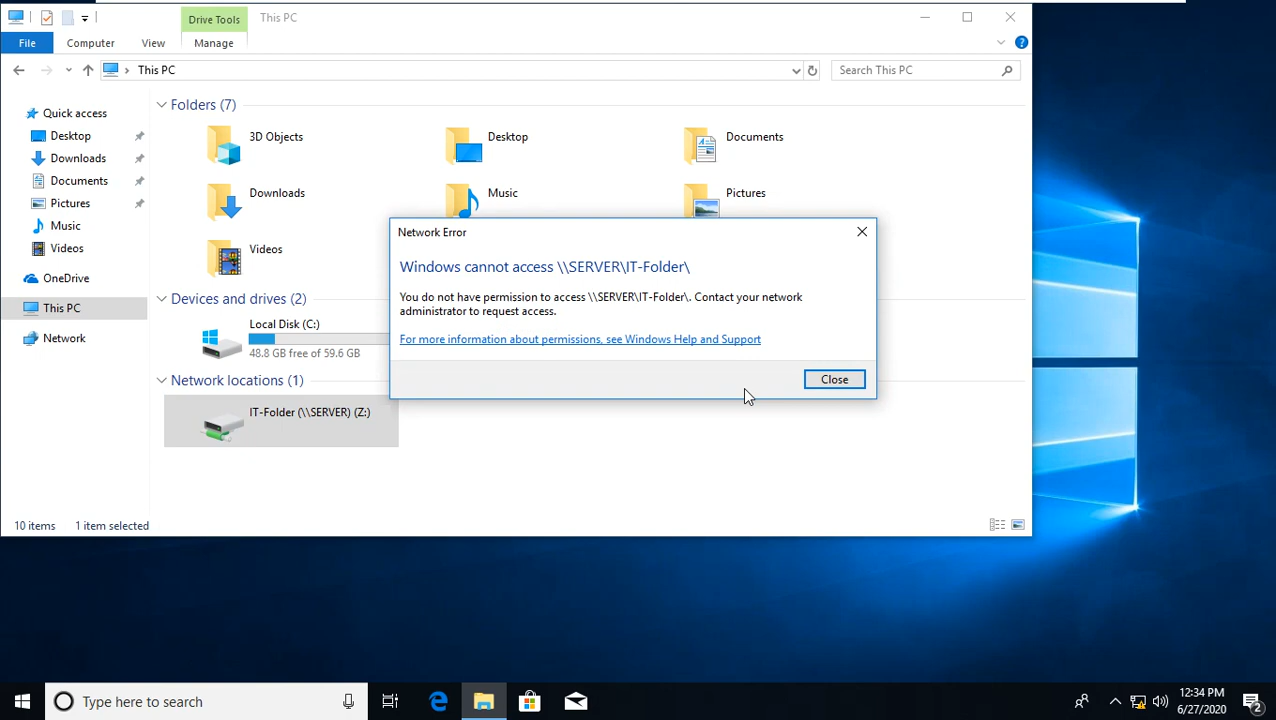 Drive Tools
This PC
File
Computer
View
Manage
This PC
Search This PC
Quick access
Desktop
Downloads
Documents
Pictures
Music
Videos
OneDrive
This PC
Network
Folders (7)
3D Objects
Desktop
Documents
Downloads
Music
Pictures
Videos
Devices and drives (2)
Local Disk (C:)
48.8 GB free of 59.6 GB
Network locations (1)
IT-Folder (\\SERVER) (Z:)
Network Error
Windows cannot access \\SERVER\IT-Folder\
You do not have permission to access \\SERVER\IT-Folder\. Contact your network
administrator to request access.
For more information about permissions, see Windows Help and Support
Close
10 items
1 item selected
Type here to search
12:34 PM
6/27/2020
2